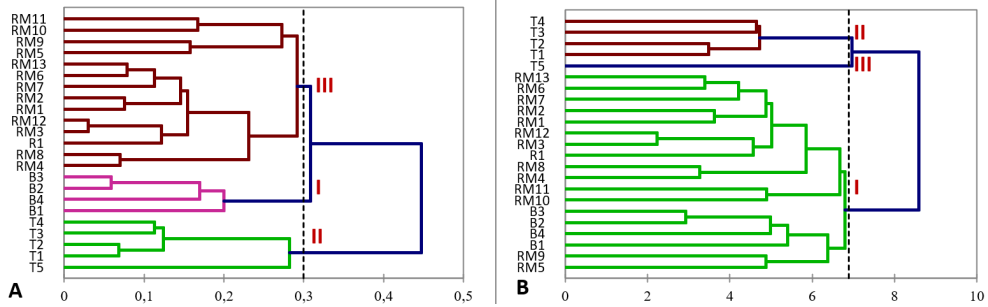 RM11
RM10
RM9
RM5
RM13
RM6
RM7
RM2
RM1
RM12
RM3
R1
RM8
RM4
B3
B2
B4
B1
T4
T3
T2
T1
T5
III
I
II
A
0 0,1 0,2 0,3 0,4 0,5
T4
T3
T2
T1
T5
RM13
RM6
RM7
RM2
RM1
RM12
RM3
R1
RM8
RM4
RM11
RM10
B3
B2
B4
B1
RM9
RM5
II
III
I
B
0 2 4 6 8 10